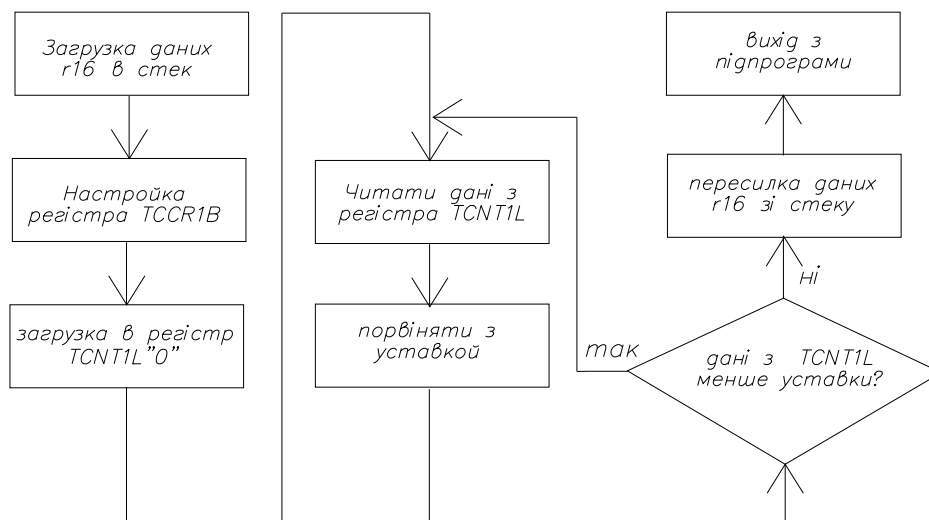 Загрузка даних
r16 в стек
Настройка
регістра TCCR1B
загрузка в регістр
TCNT1L"0"
Читати дані з
регістра TCNT1L
порвіняти з
уставкой
так
дані з TCNT1L
менше уставки?
ні
пересилка даних
r16 зі стеку
вихід з
підпрограми